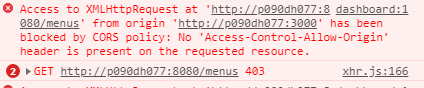 Access to XMLHttpRequest at 'http://p090dh077:8 dashboard:1
080/menus' from origin 'http://p090dh077:3000' has been
blocked by CORS policy: No 'Access-Control-Allow-Origin'
header is present on the requested resource.
2 GET http://p090dh077:8080/menus 403 xhr.js:166